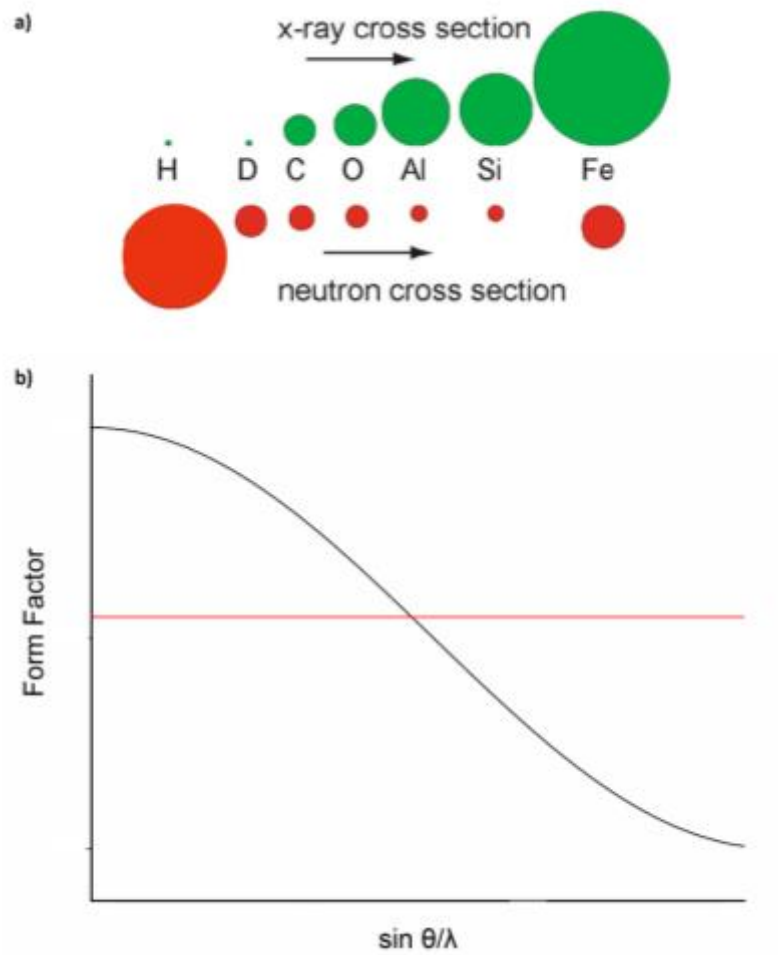 a)
x-ray cross section
H D C O Al Si Fe
neutron cross section
b)
Form Factor
sin θ/λ